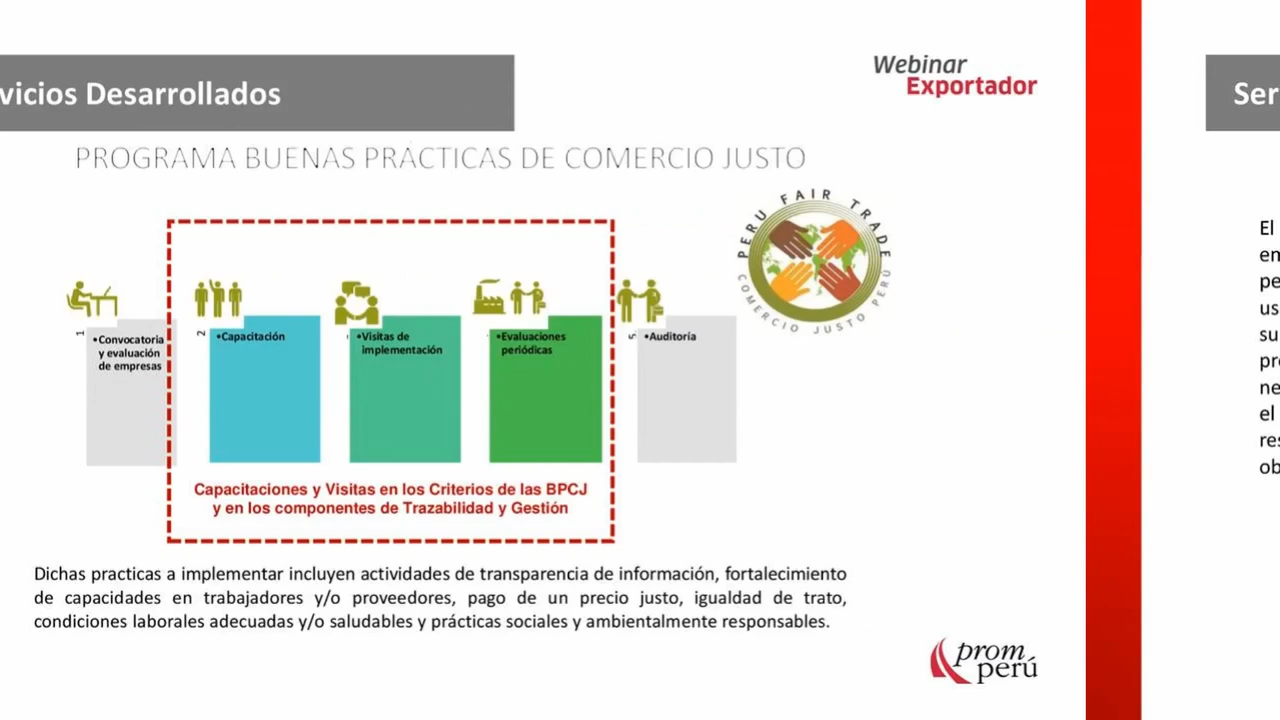 vicios Desarrollados
Webinar
Exportador
PROGRAMA BUENAS PRÁCTICAS DE COMERCIO JUSTO
PERU FAIR TRADE
COMERCIO JUSTO PERÚ
1
•Convocatoria
y evaluación
de empresas
2
•Capacitación
•Visitas de
implementación
•Evaluaciones
periódicas
5
•Auditoría
Capacitaciones y Visitas en los Criterios de las BPCJ
y en los componentes de Trazabilidad y Gestión
Dichas practicas a implementar incluyen actividades de transparencia de información, fortalecimiento
de capacidades en trabajadores y/o proveedores, pago de un precio justo, igualdad de trato,
condiciones laborales adecuadas y/o saludables y prácticas sociales y ambientalmente responsables.
prom
perú
Ser
El
em
pe
us
su
pro
ne
el
res
ob